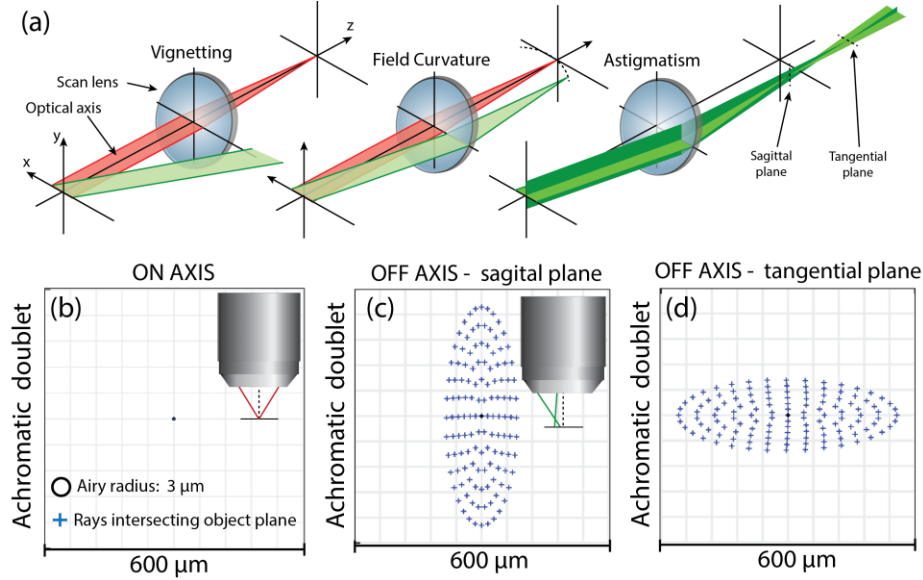 (a)
Vignetting
Scan lens
Optical axis
x
y
z
Field Curvature
Astigmatism
Sagittal
plane
Tangential
plane
ON AXIS
OFF AXIS - sagital plane
OFF AXIS - tangential plane
(b)
Achromatic doublet
Airy radius: 3 μm
Rays intersecting object plane
600 μm
(c)
Achromatic doublet
600 μm
(d)
Achromatic doublet
600 μm